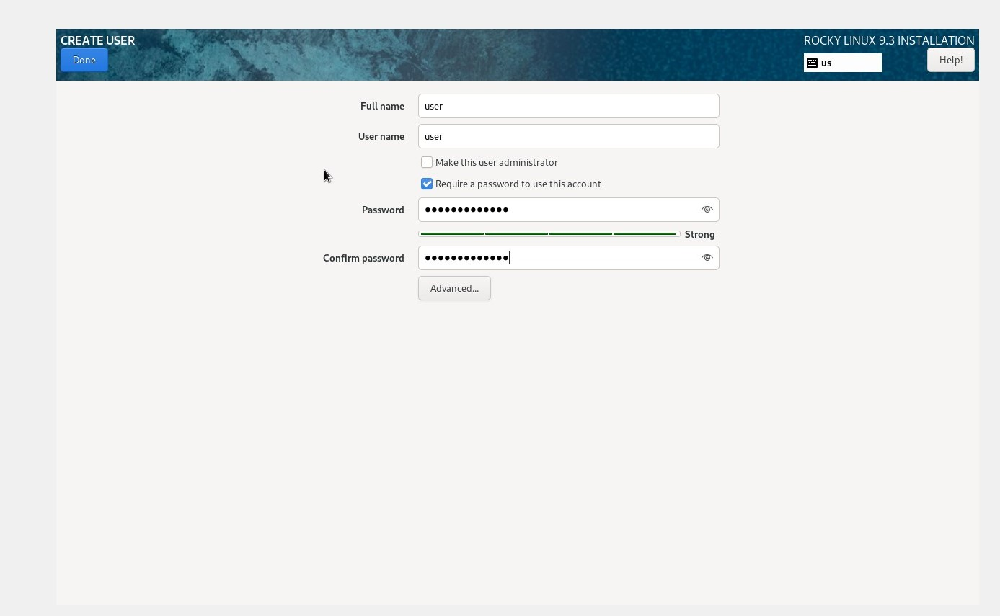 CREATE USER
ROCKY LINUX 9.3 INSTALLATION
Done
us
Help!
Full name
user
User name
user
Make this user administrator
Require a password to use this account
Password
●●●●●●●●●●●●●
Strong
Confirm password
●●●●●●●●●●●●●
Advanced...